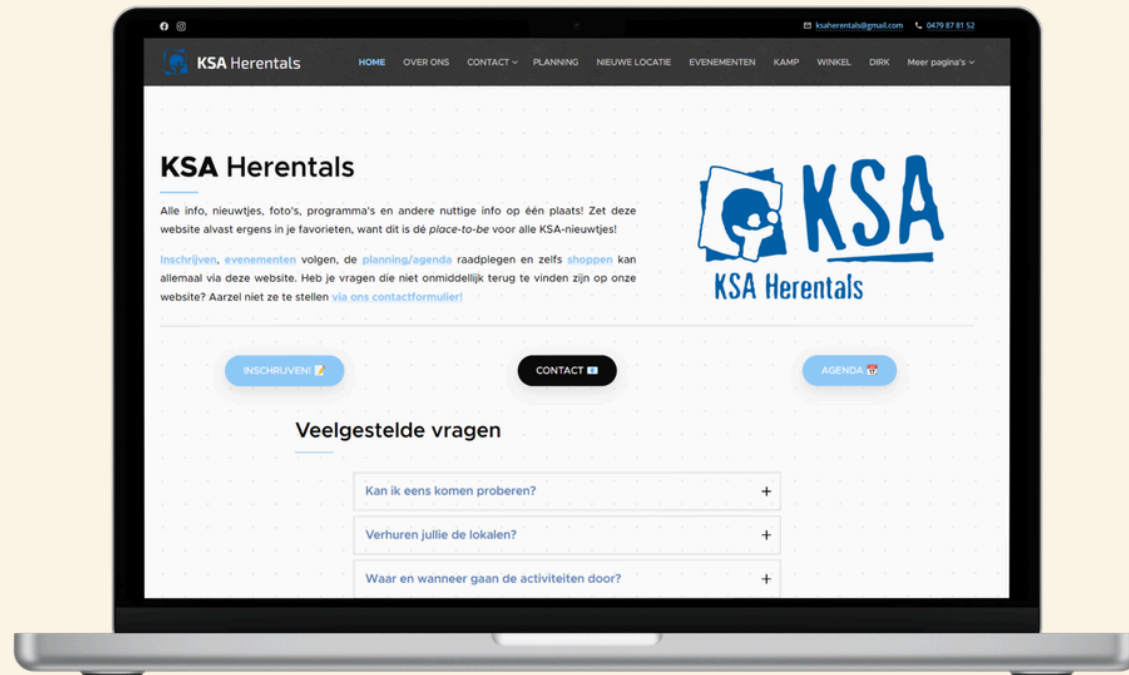 ksaherentals@gmail.com 0479 87 81 52
KSA Herentals HOME OVER ONS CONTACT PLANNING NIEUWE LOCATIE EVENEMENTEN KAMP WINKEL DIRK Meer pagina's
KSA Herentals
Alle info, nieuwtjes, foto's, programma's en andere nuttige info op één plaats! Zet deze
website alvast ergens in je favorieten, want dit is dé place-to-be voor alle KSA-nieuwtjes!
Inschrijven, evenementen volgen, de planning/agenda raadplegen en zelfs shoppen kan
allemaal via deze website. Heb je vragen die niet onmiddellijk terug te vinden zijn op onze
website? Aarzel niet ze te stellen via ons contactformulier!
KSA
KSA Herentals
INSCHRIJVEN! 📝 CONTACT 📧 AGENDA 📅
Veelgestelde vragen
Kan ik eens komen proberen? +
Verhuren jullie de lokalen? +
Waar en wanneer gaan de activiteiten door? +